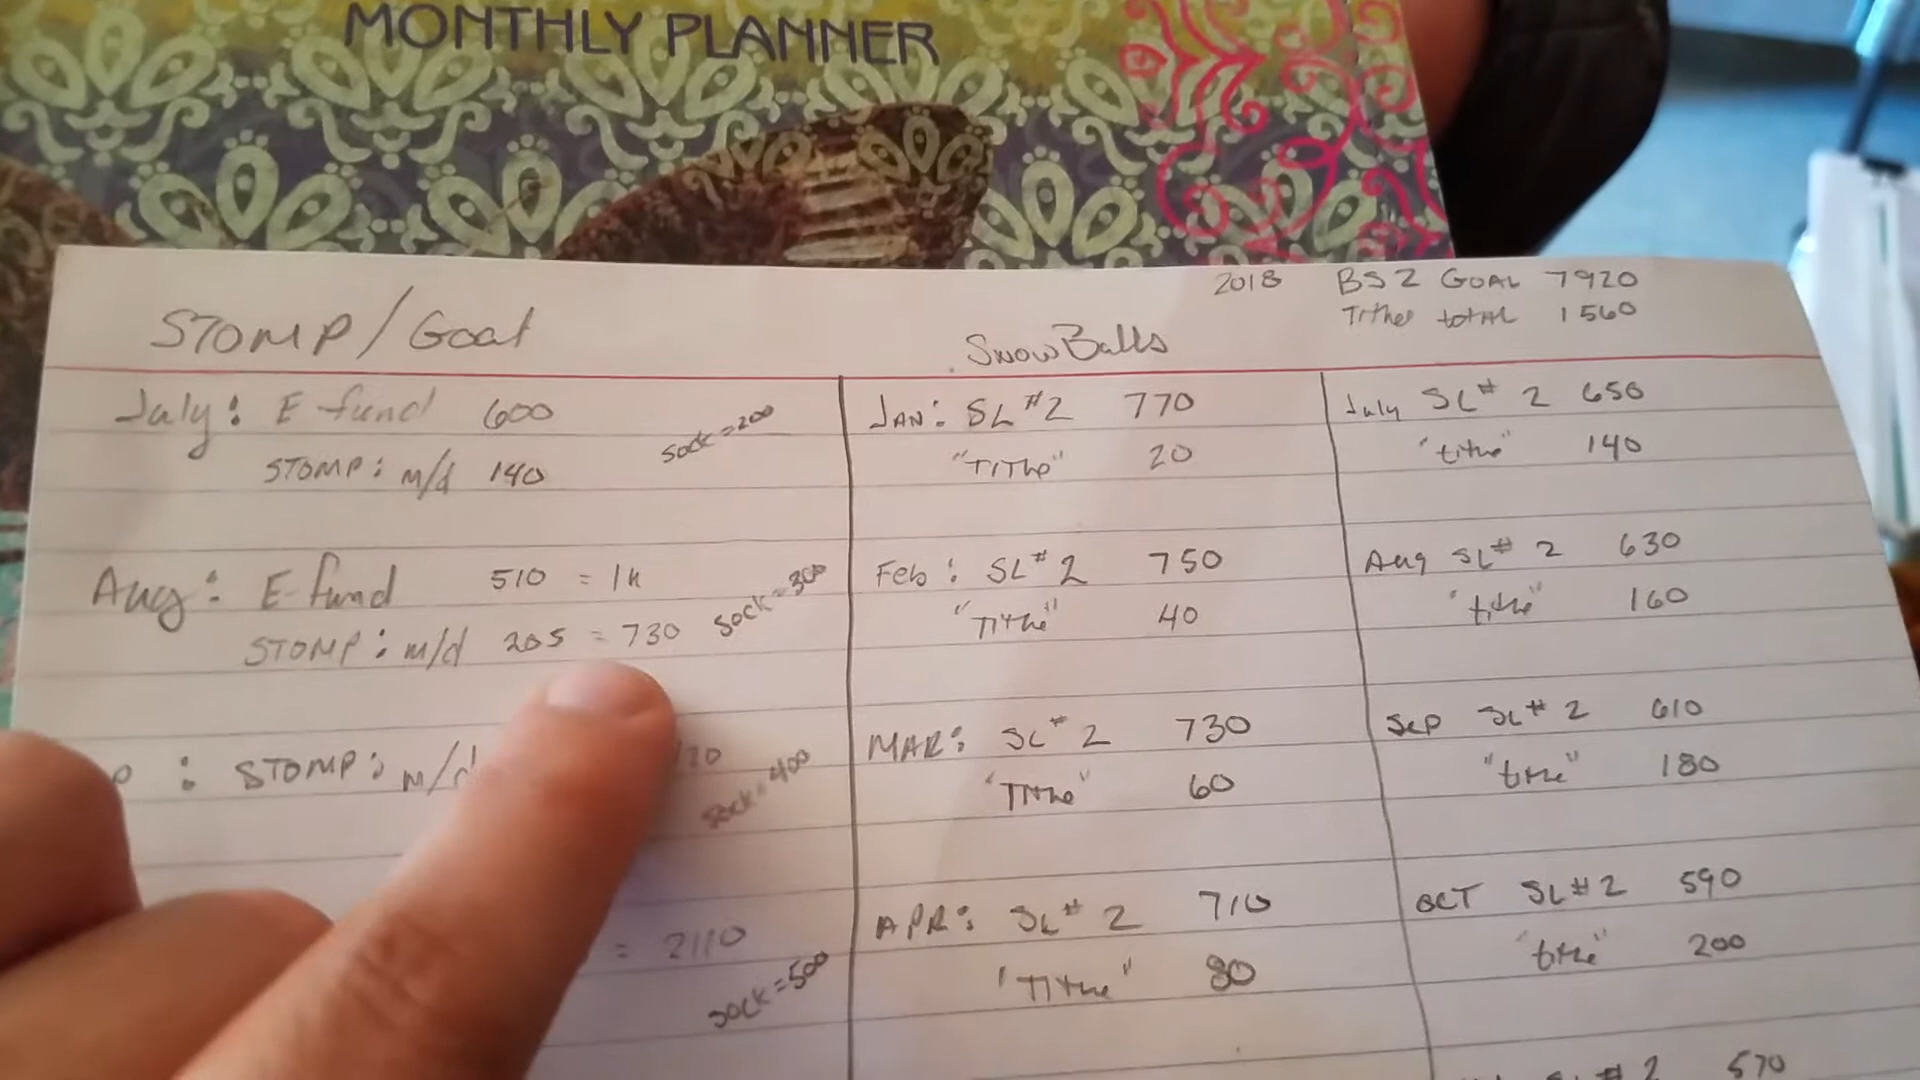 MONTHLY PLANNER
2018 BS2 GOAL 7920
Tithes total 1560
STOMP/Goal
SnowBalls
July: E fund 600
STOMP: m/d 140
sock=200
Aug: E-fund 510 = 1k
STOMP: m/d 205 = 730
sock=300
: STOMP: m/d
sock=400
= 2110
sock=500
JAN: SL #2 770
"Tithe" 20
Feb: SL #2 750
"Tithe" 40
MAR: SL #2 730
"Tithe" 60
APR: SL #2 710
"Tithe" 80
July SL #2 650
"tithe" 140
Aug SL #2 630
"tithe" 160
Sep SL #2 610
"tithe" 180
OCT SL #2 590
"tithe" 200
#2 570